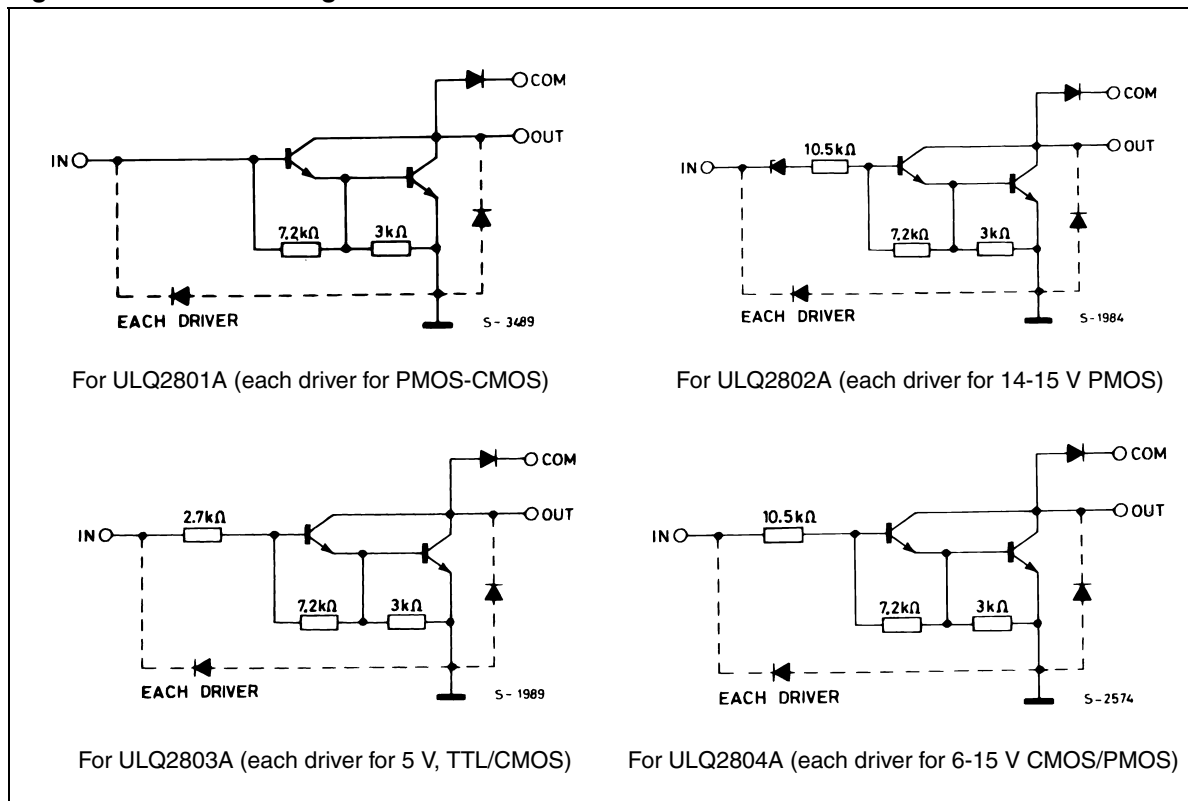 COM
OUT
IN
7.2kΩ 3kΩ
EACH DRIVER
S-3489
For ULQ2801A (each driver for PMOS-CMOS)
COM
OUT
10.5kΩ
IN
7.2kΩ 3kΩ
EACH DRIVER
S-1984
For ULQ2802A (each driver for 14-15 V PMOS)
COM
OUT
2.7kΩ
IN
7.2kΩ 3kΩ
EACH DRIVER
S-1989
For ULQ2803A (each driver for 5 V, TTL/CMOS)
COM
OUT
10.5kΩ
IN
7.2kΩ 3kΩ
EACH DRIVER
S-2574
For ULQ2804A (each driver for 6-15 V CMOS/PMOS)